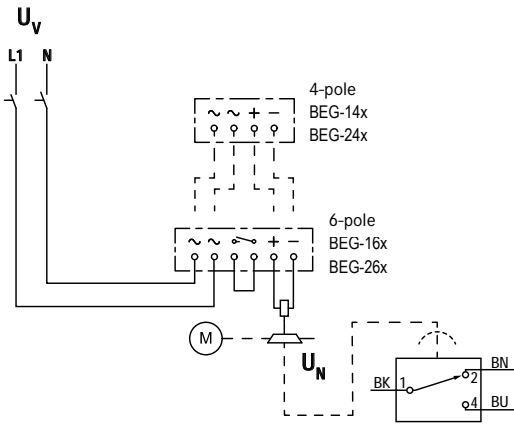 U_V
L1 N
4-pole
BEG-14x
BEG-24x
~ ~ + −
6-pole
BEG-16x
BEG-26x
~ ~ + −
M
U_N
BK 1
2 BN
4 BU